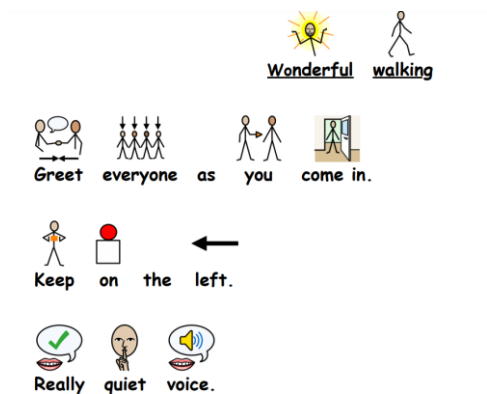 Wonderful walking
Greet everyone as you come in.
Keep on the left.
Really quiet voice.